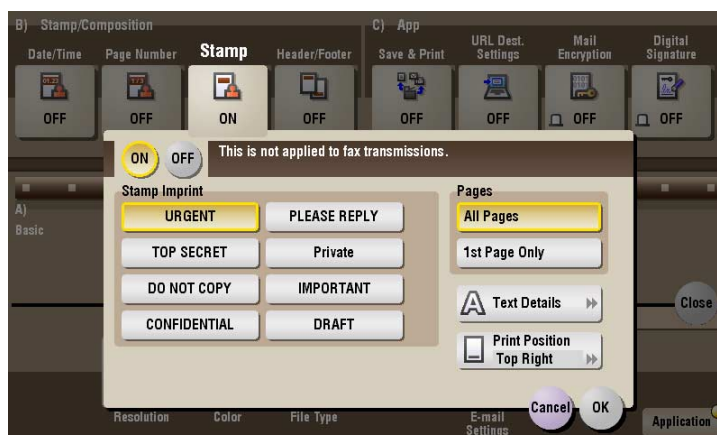 B) Stamp/Composition
C) App
Date/Time
Page Number
Stamp
Header/Footer
Save & Print
URL Dest.
Settings
Mail
Encryption
Digital
Signature
OFF
OFF
ON
OFF
OFF
OFF
OFF
OFF
ON
OFF
This is not applied to fax transmissions.
Stamp Imprint
Pages
URGENT
PLEASE REPLY
All Pages
TOP SECRET
Private
1st Page Only
DO NOT COPY
IMPORTANT
Text Details
CONFIDENTIAL
DRAFT
Print Position
Top Right
A)
Basic
Close
Cancel
OK
Resolution
Color
File Type
E-mail
Settings
Application